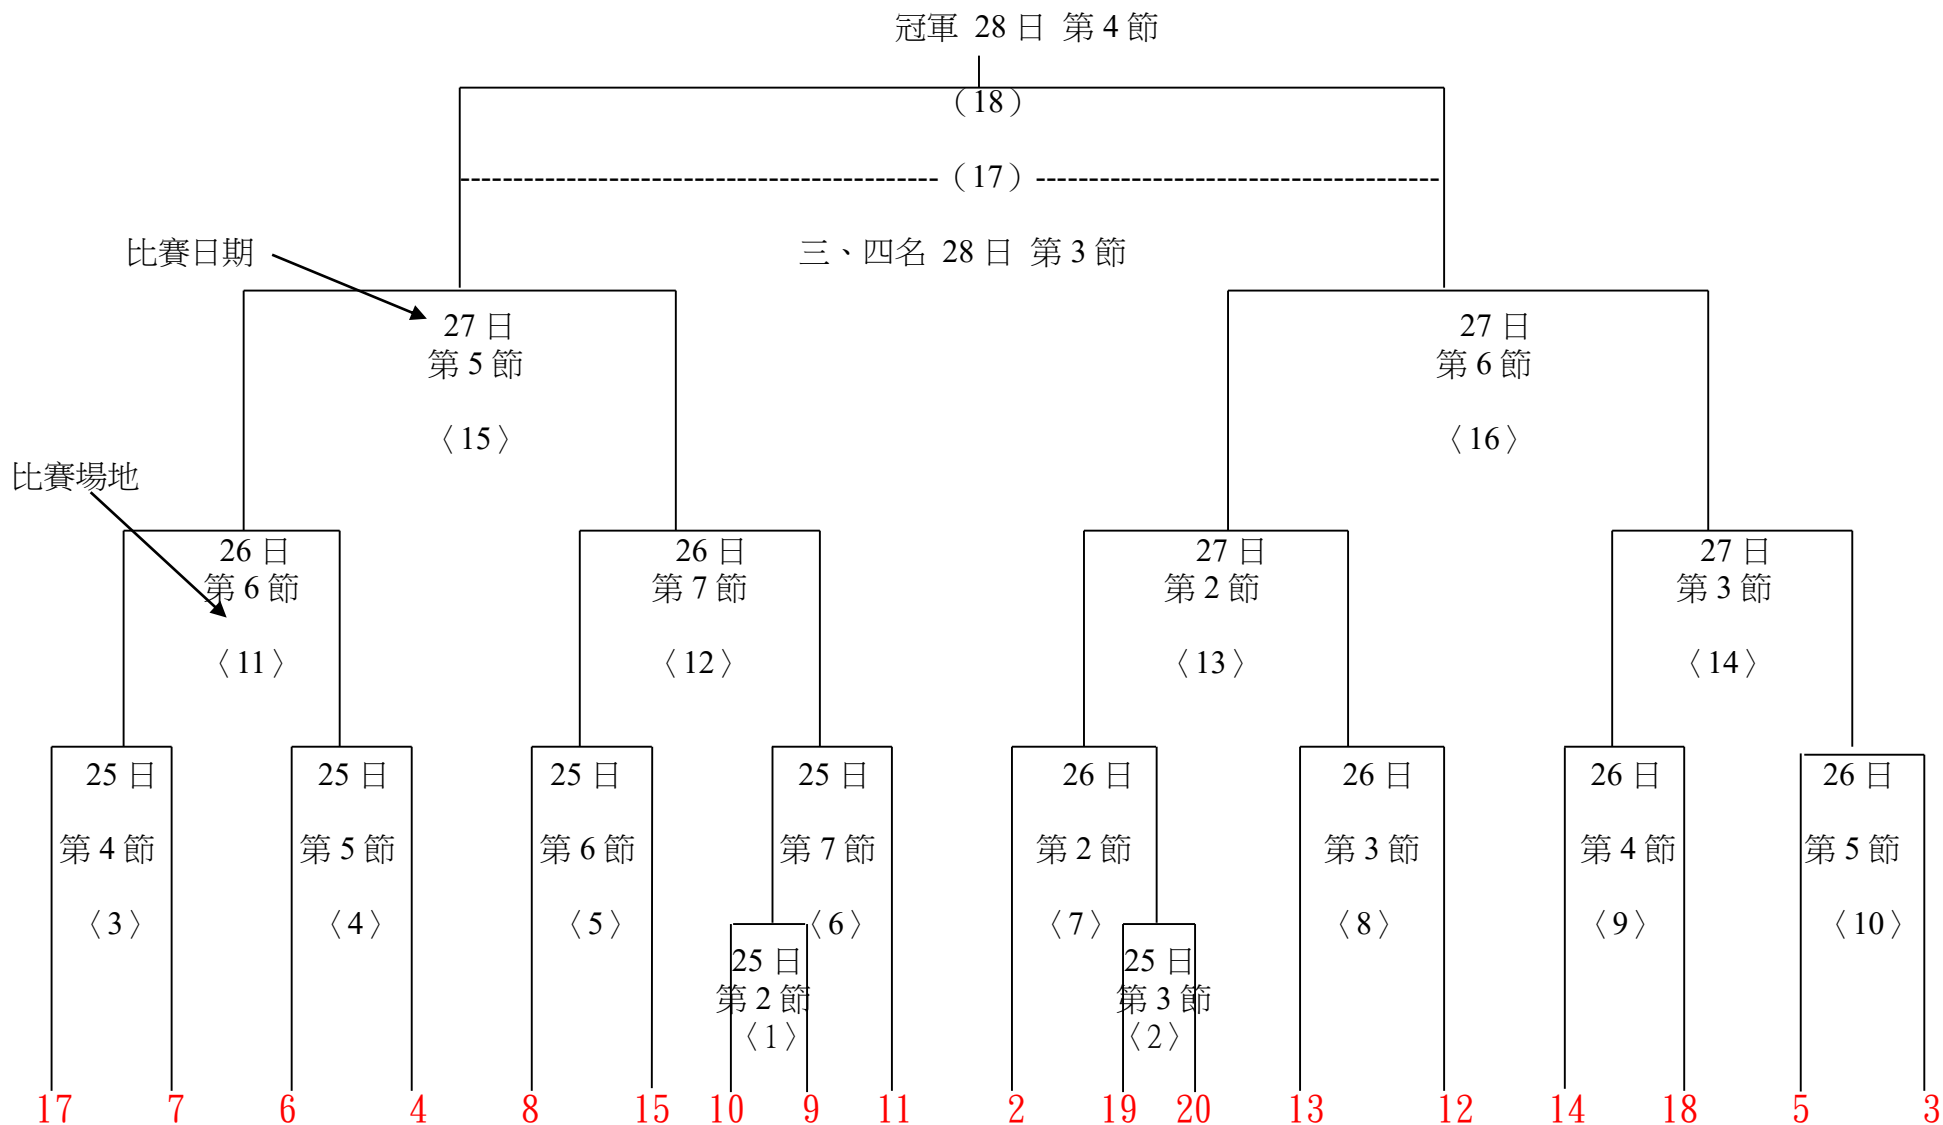 冠軍 28 日 第 4 節
（18）
（17）
比賽日期
三、四名 28 日 第 3 節
27 日
第 5 節
〈15〉
27 日
第 6 節
〈16〉
比賽場地
26 日
第 6 節
〈11〉
26 日
第 7 節
〈12〉
27 日
第 2 節
〈13〉
27 日
第 3 節
〈14〉
25 日
第 4 節
〈3〉
25 日
第 5 節
〈4〉
25 日
第 6 節
〈5〉
25 日
第 7 節
〈6〉
26 日
第 2 節
〈7〉
26 日
第 3 節
〈8〉
26 日
第 4 節
〈9〉
26 日
第 5 節
〈10〉
25 日
第 2 節
〈1〉
25 日
第 3 節
〈2〉
17 7 6 4 8 15 10 9 11 2 19 20 13 12 14 18 5 3